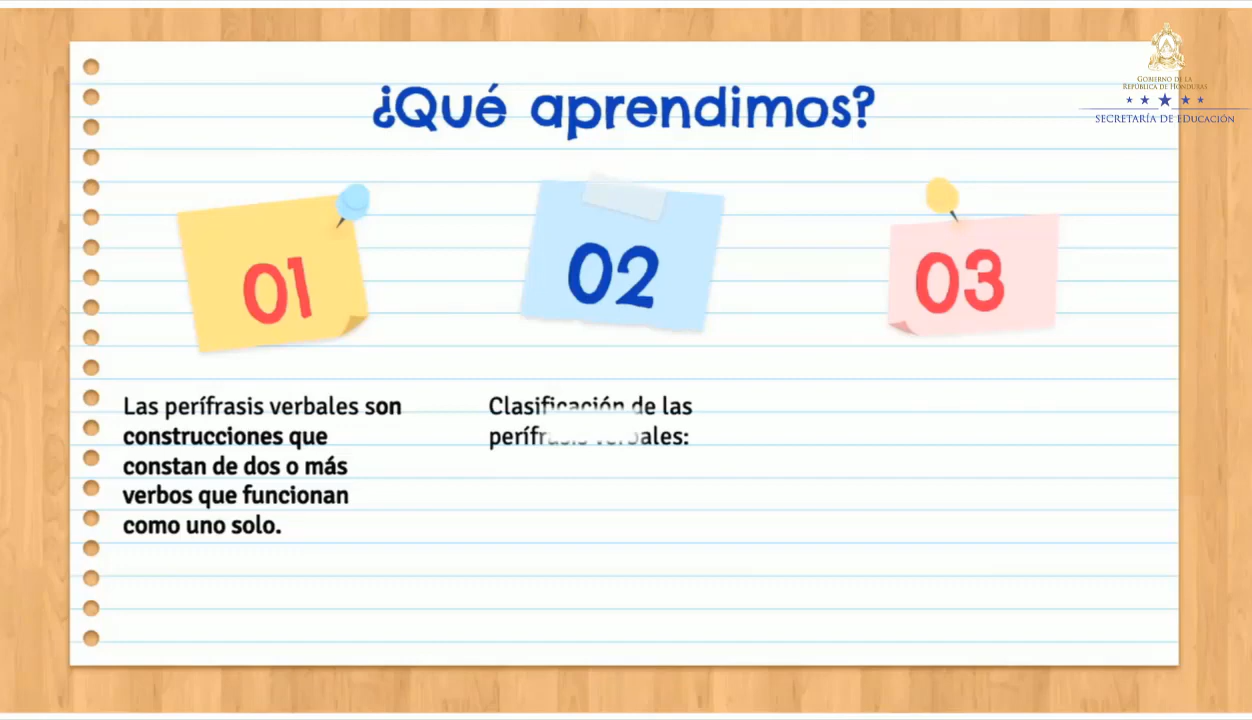 GOBIERNO DE LA
REPÚBLICA DE HONDURAS
SECRETARÍA DE EDUCACIÓN
¿Qué aprendimos?
01
02
03
Las perífrasis verbales son
construcciones que
constan de dos o más
verbos que funcionan
como uno solo.
Clasificación de las
perífrasis verbales: